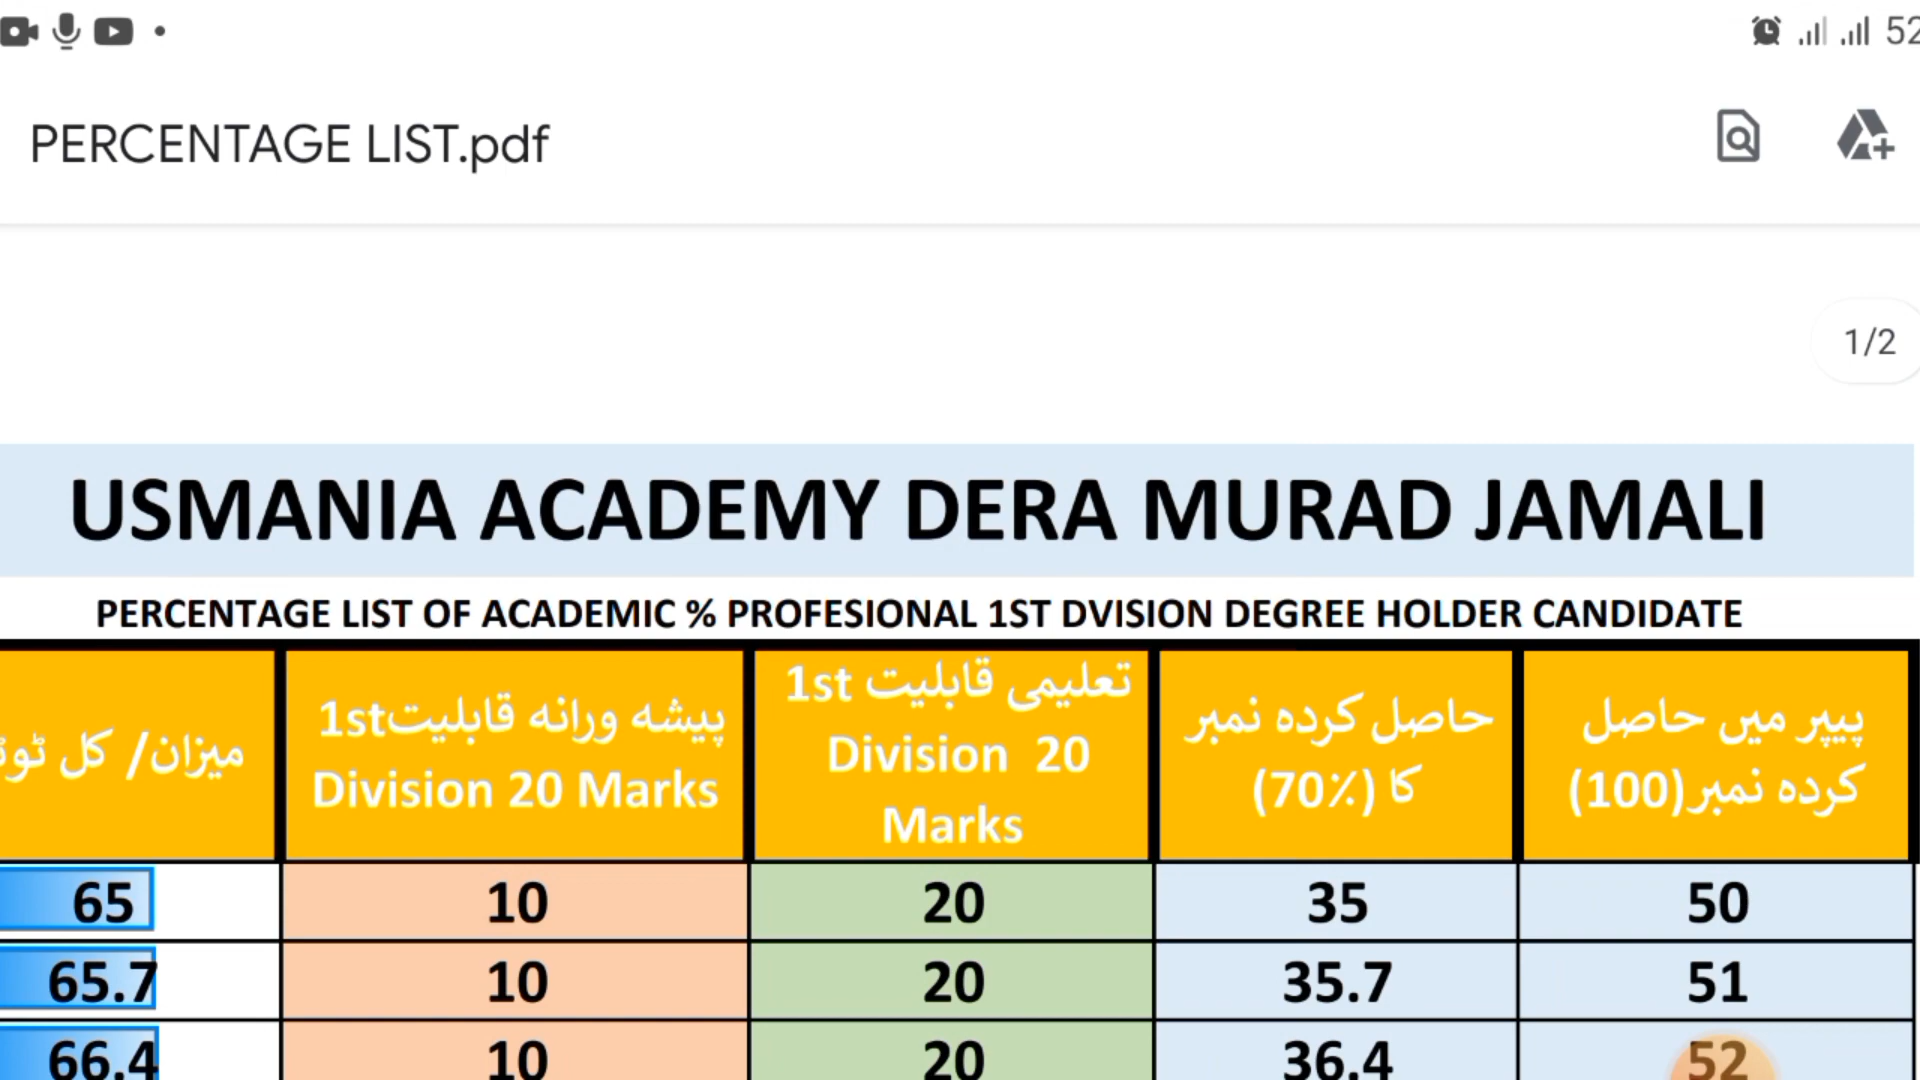 52
PERCENTAGE LIST.pdf
1/2
USMANIA ACADEMY DERA MURAD JAMALI
PERCENTAGE LIST OF ACADEMIC % PROFESIONAL 1ST DVISION DEGREE HOLDER CANDIDATE
پیپر میں حاصل
کردہ نمبر(100)
حاصل کردہ نمبر
کا (70٪)
تعلیمی قابلیت 1st
Division 20
Marks
پیشہ ورانہ قابلیت1st
Division 20 Marks
میزان/ کل
65 10 20 35 50
65.7 10 20 35.7 51
66.4 10 20 36.4 52